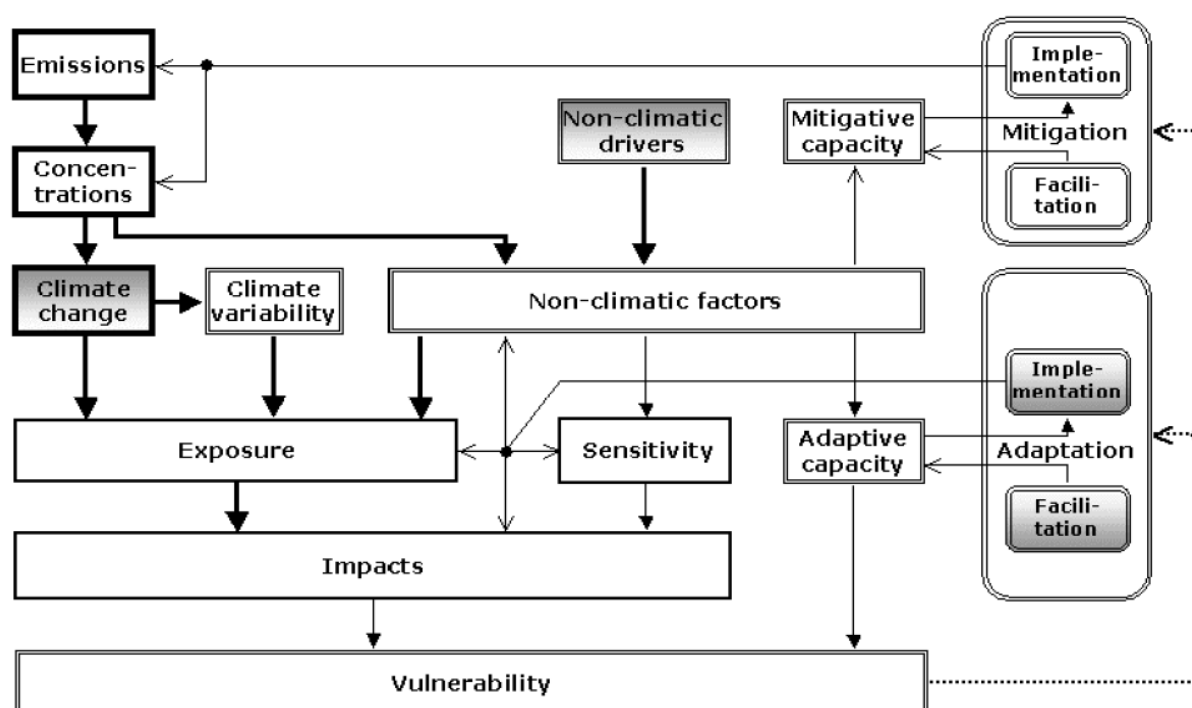 Emissions
Imple-
mentation
Non-climatic
drivers
Mitigative
capacity
Mitigation
Concen-
trations
Facili-
tation
Climate
change
Climate
variability
Non-climatic factors
Imple-
mentation
Exposure
Sensitivity
Adaptive
capacity
Adaptation
Facili-
tation
Impacts
Vulnerability